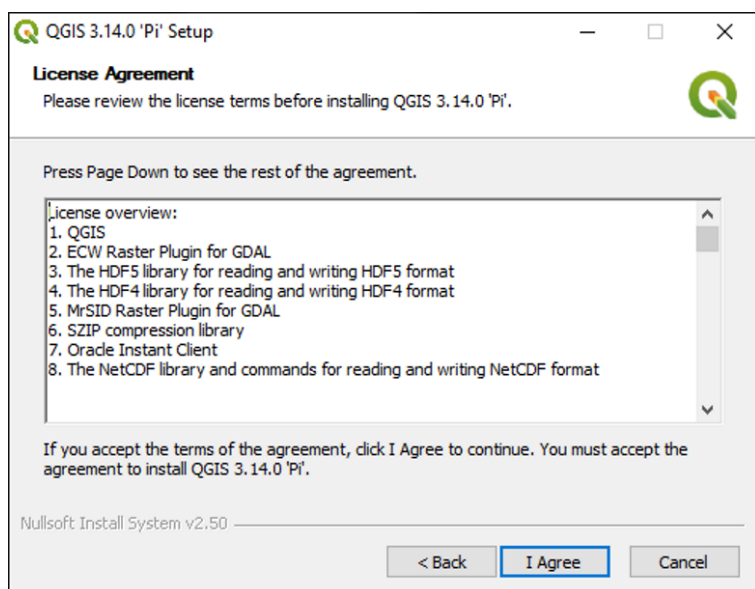 QGIS 3.14.0 'Pi' Setup
License Agreement
Please review the license terms before installing QGIS 3.14.0 'Pi'.
Press Page Down to see the rest of the agreement.
License overview:
1. QGIS
2. ECW Raster Plugin for GDAL
3. The HDF5 library for reading and writing HDF5 format
4. The HDF4 library for reading and writing HDF4 format
5. MrSID Raster Plugin for GDAL
6. SZIP compression library
7. Oracle Instant Client
8. The NetCDF library and commands for reading and writing NetCDF format
If you accept the terms of the agreement, click I Agree to continue. You must accept the
agreement to install QGIS 3.14.0 'Pi'.
Nullsoft Install System v2.50
< Back
I Agree
Cancel